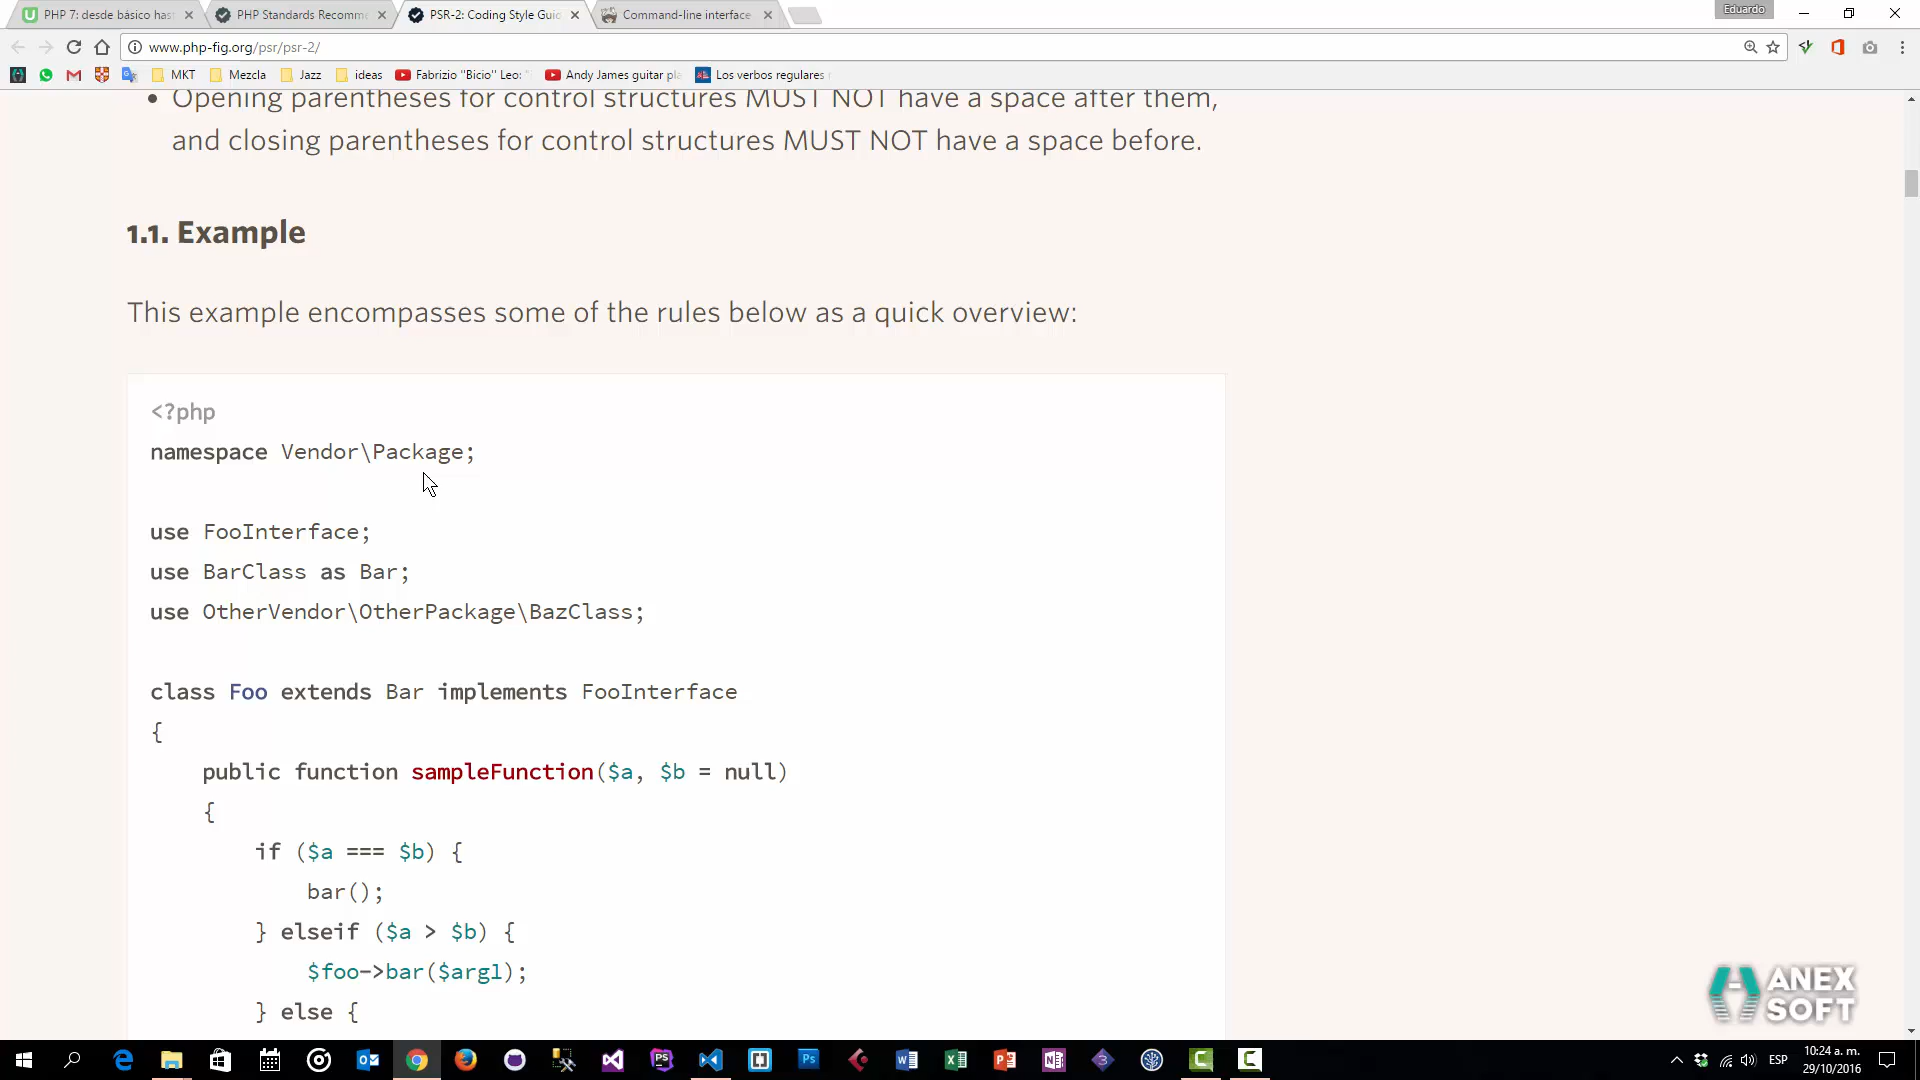 PHP 7: desde básico has
PHP Standards Recomme
PSR-2: Coding Style Guid
Command-line interface
Eduardo
www.php-fig.org/psr/psr-2/
MKT
Mezcla
Jazz
ideas
Fabrizio "Bicio" Leo:
Andy James guitar pla
Los verbos regulares
• Opening parentheses for control structures MUST NOT have a space after them,
and closing parentheses for control structures MUST NOT have a space before.
1.1. Example
This example encompasses some of the rules below as a quick overview:
<?php
namespace Vendor\Package;
use FooInterface;
use BarClass as Bar;
use OtherVendor\OtherPackage\BazClass;
class Foo extends Bar implements FooInterface
{
public function sampleFunction($a, $b = null)
{
if ($a === $b) {
bar();
} elseif ($a > $b) {
$foo->bar($arg1);
} else {
ANEX
SOFT
ESP
10:24 a. m.
29/10/2016